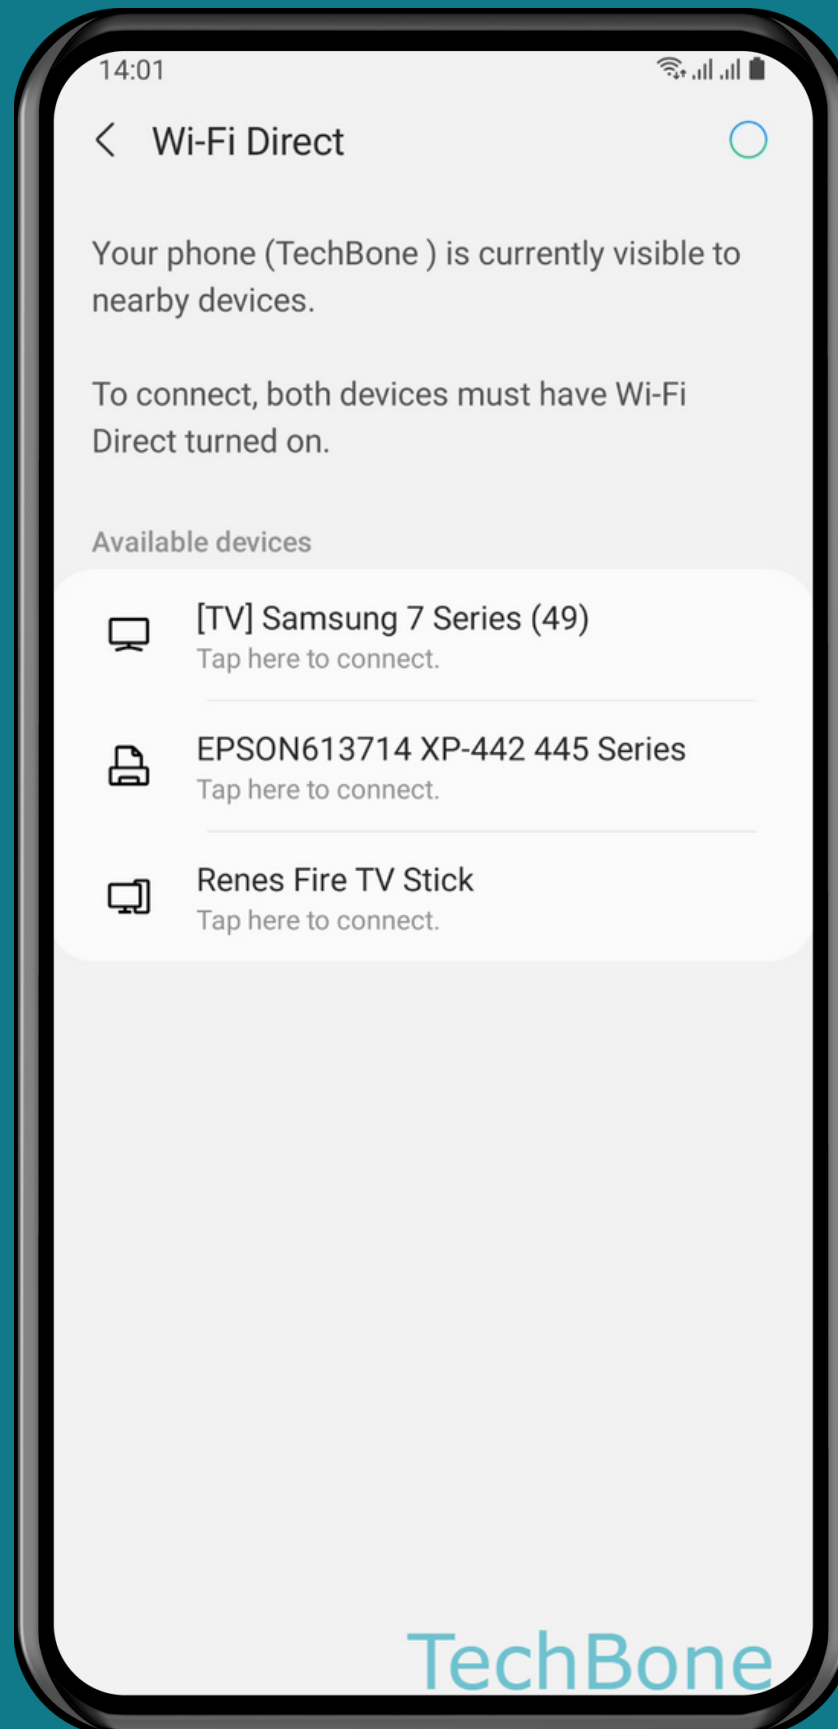 14:01
Wi-Fi Direct
Your phone (TechBone ) is currently visible to
nearby devices.
To connect, both devices must have Wi-Fi
Direct turned on.
Available devices
[TV] Samsung 7 Series (49)
Tap here to connect.
EPSON613714 XP-442 445 Series
Tap here to connect.
Renes Fire TV Stick
Tap here to connect.
TechBone